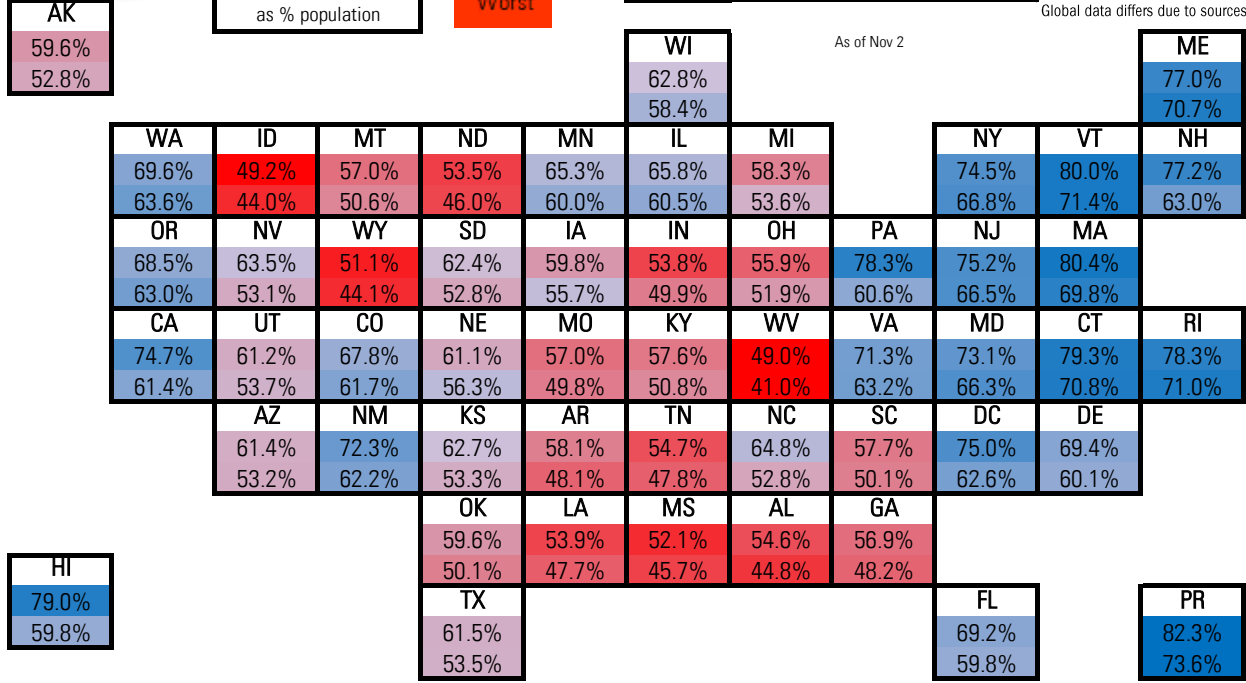 AK as % population Worst Global data differs due to sources
59.6% WI As of Nov 2 ME
52.8% 62.8% 77.0%
58.4% 70.7%
WA ID MT ND MN IL MI NY VT NH
69.6% 49.2% 57.0% 53.5% 65.3% 65.8% 58.3% 74.5% 80.0% 77.2%
63.6% 44.0% 50.6% 46.0% 60.0% 60.5% 53.6% 66.8% 71.4% 63.0%
OR NV WY SD IA IN OH PA NJ MA
68.5% 63.5% 51.1% 62.4% 59.8% 53.8% 55.9% 78.3% 75.2% 80.4%
63.0% 53.1% 44.1% 52.8% 55.7% 49.9% 51.9% 60.6% 66.5% 69.8%
CA UT CO NE MO KY WV VA MD CT RI
74.7% 61.2% 67.8% 61.1% 57.0% 57.6% 49.0% 71.3% 73.1% 79.3% 78.3%
61.4% 53.7% 61.7% 56.3% 49.8% 50.8% 41.0% 63.2% 66.3% 70.8% 71.0%
AZ NM KS AR TN NC SC DC DE
61.4% 72.3% 62.7% 58.1% 54.7% 64.8% 57.7% 75.0% 69.4%
53.2% 62.2% 53.3% 48.1% 47.8% 52.8% 50.1% 62.6% 60.1%
OK LA MS AL GA
59.6% 53.9% 52.1% 54.6% 56.9%
HI 50.1% 47.7% 45.7% 44.8% 48.2%
79.0% TX FL PR
59.8% 61.5% 69.2% 82.3%
53.5% 59.8% 73.6%